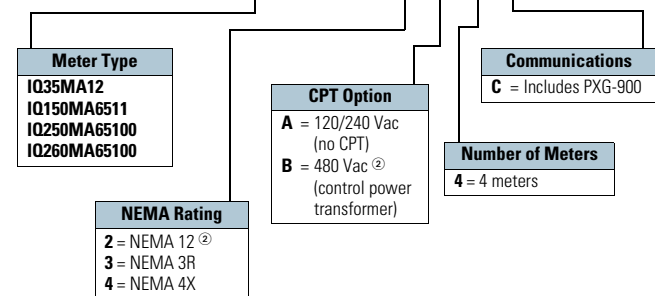 Meter Type
IQ35MA12
IQ150MA6511
IQ250MA65100
IQ260MA65100
NEMA Rating
2 = NEMA 12 ②
3 = NEMA 3R
4 = NEMA 4X
CPT Option
A = 120/240 Vac
(no CPT)
B = 480 Vac ②
(control power
transformer)
Number of Meters
4 = 4 meters
Communications
C = Includes PXG-900